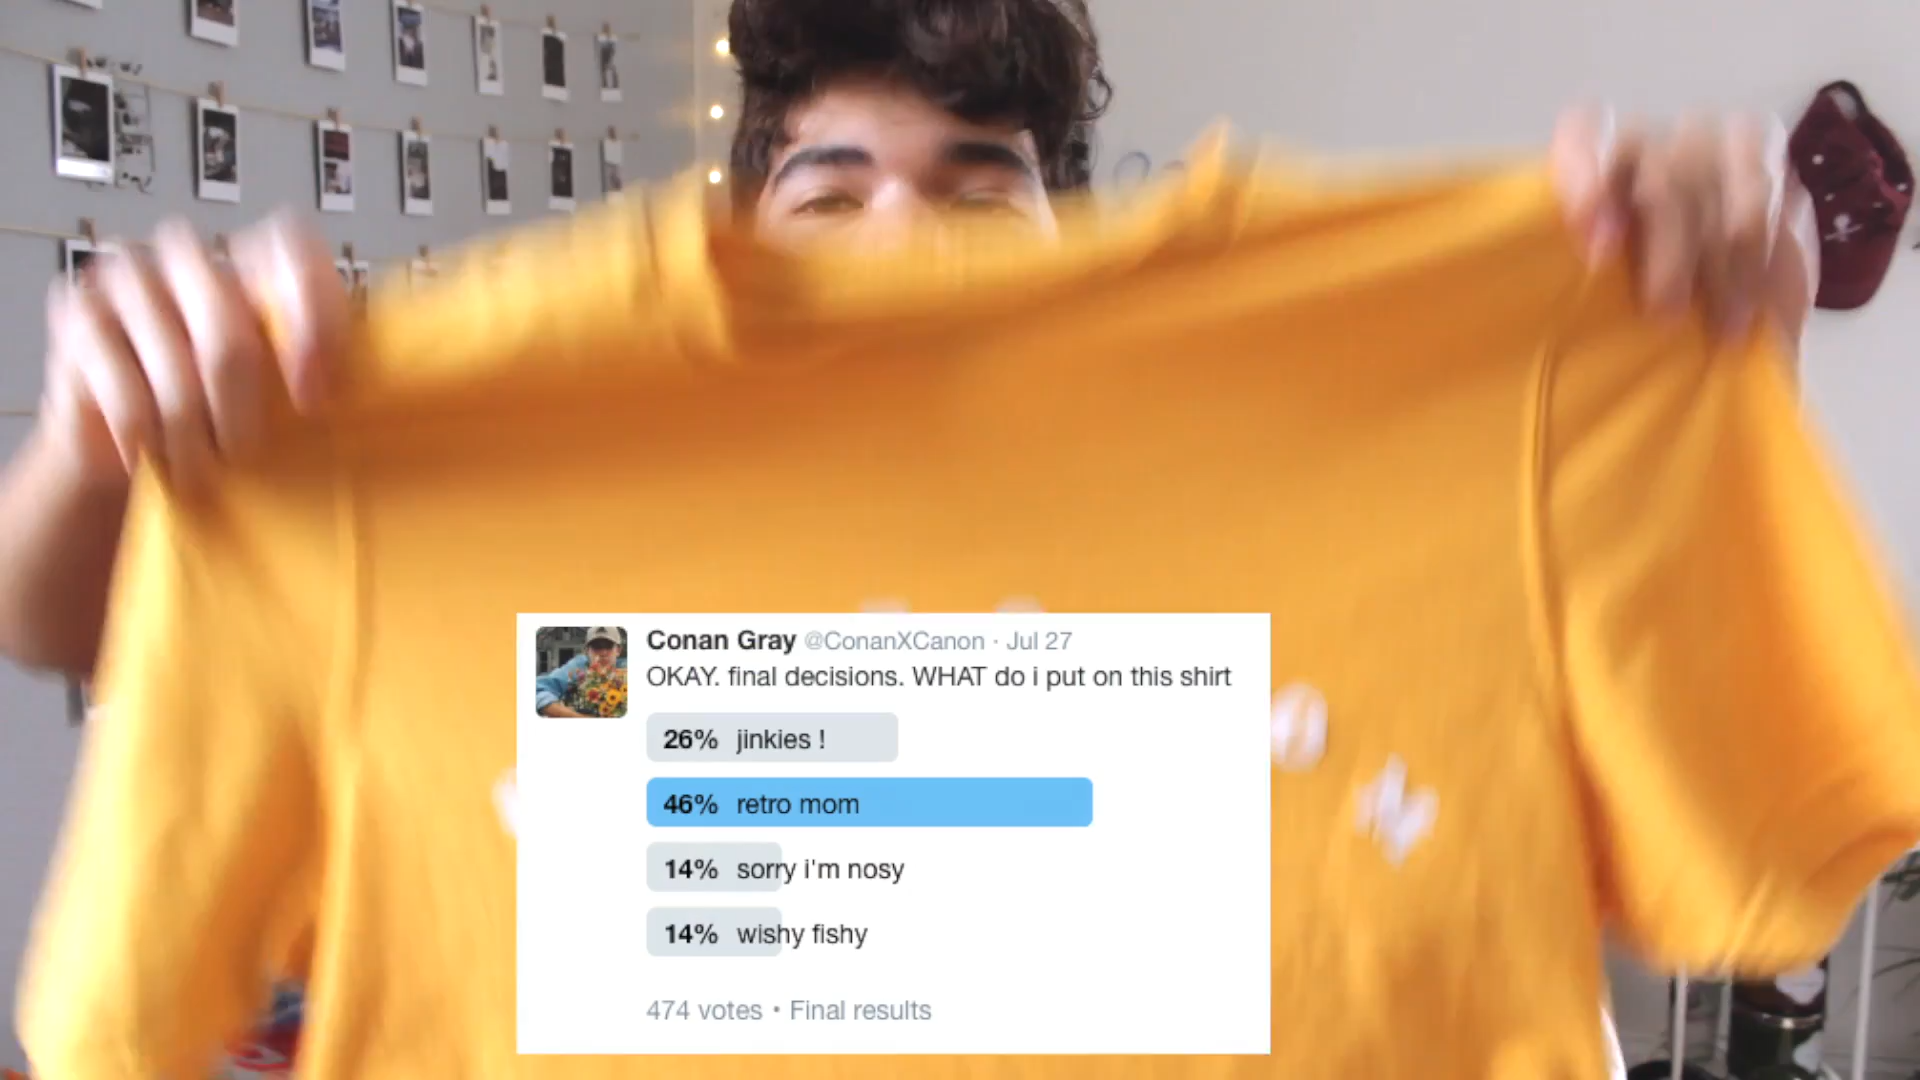 Conan Gray @ConanXCanon · Jul 27
OKAY. final decisions. WHAT do i put on this shirt
26% jinkies !
46% retro mom
14% sorry i'm nosy
14% wishy fishy
474 votes • Final results